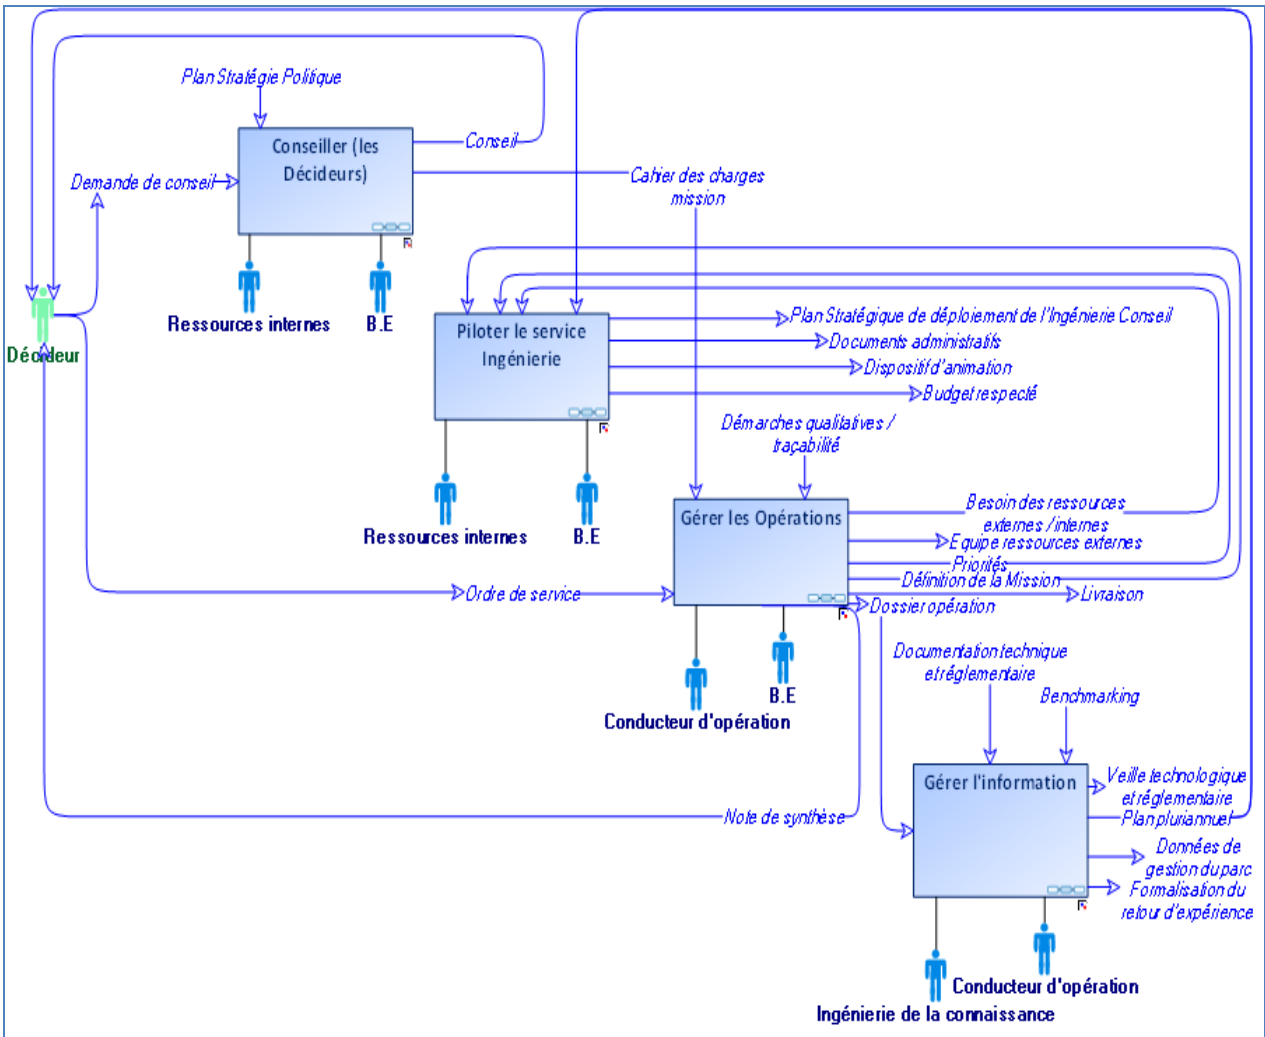 Plan Stratégie Politique
Conseiller (les
Décideurs)
Conseil
Demande de conseil
Cahier des charges
mission
Ressources internes
B.E
Décideur
Piloter le service
Ingénierie
Plan Stratégique de déploiement de l'Ingénierie Conseil
Documents administratifs
Dispositif d'animation
Budget respecté
Démarches qualitatives /
traçabilité
Ressources internes
B.E
Gérer les Opérations
Besoin des ressources
externes / internes
Equipe ressources externes
Priorités
Définition de la Mission
Livraison
Ordre de service
Dossier opération
B.E
Conducteur d'opération
Documentation technique
et réglementaire
Benchmarking
Gérer l'information
Veille technologique
et réglementaire
Plan pluriannuel
Note de synthèse
Données de
gestion du parc
Formalisation du
retour d'expérience
Conducteur d'opération
Ingénierie de la connaissance